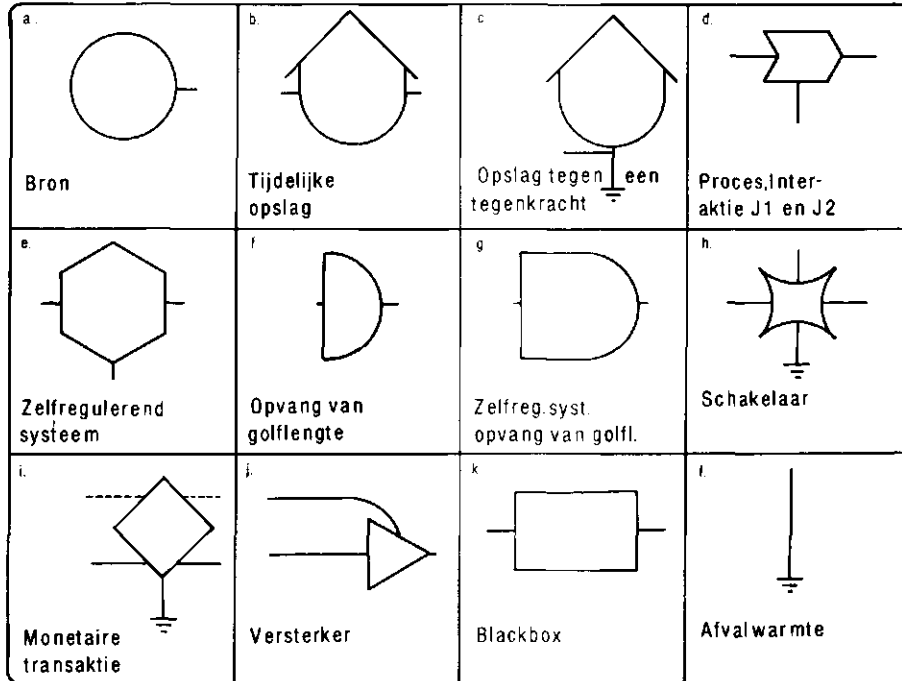 a.
Bron
b.
Tijdelijke
opslag
c
Opslag tegen een
tegenkracht
d.
Proces,Inter-
aktie J1 en J2
e.
Zelfregulerend
systeem
f
Opvang van
golflengte
g
Zelfreg.syst.
opvang van golfl.
h.
Schakelaar
i.
Monetaire
transaktie
j.
Versterker
k
Blackbox
l.
Afvalwarmte